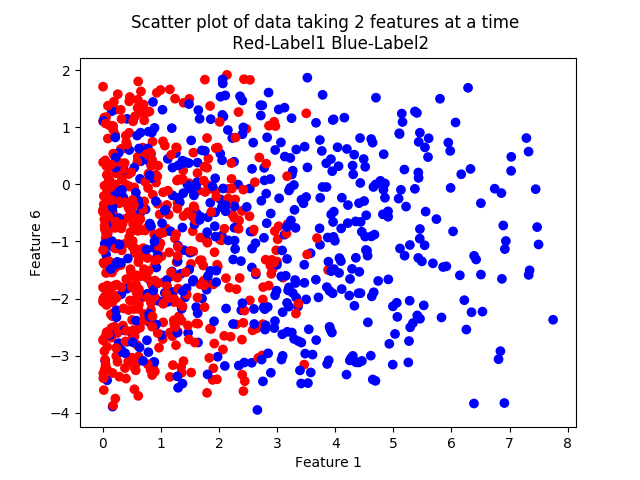 Scatter plot of data taking 2 features at a time
Red-Label1 Blue-Label2
2
1
0
−1
−2
−3
−4
Feature 6
0 1 2 3 4 5 6 7 8
Feature 1